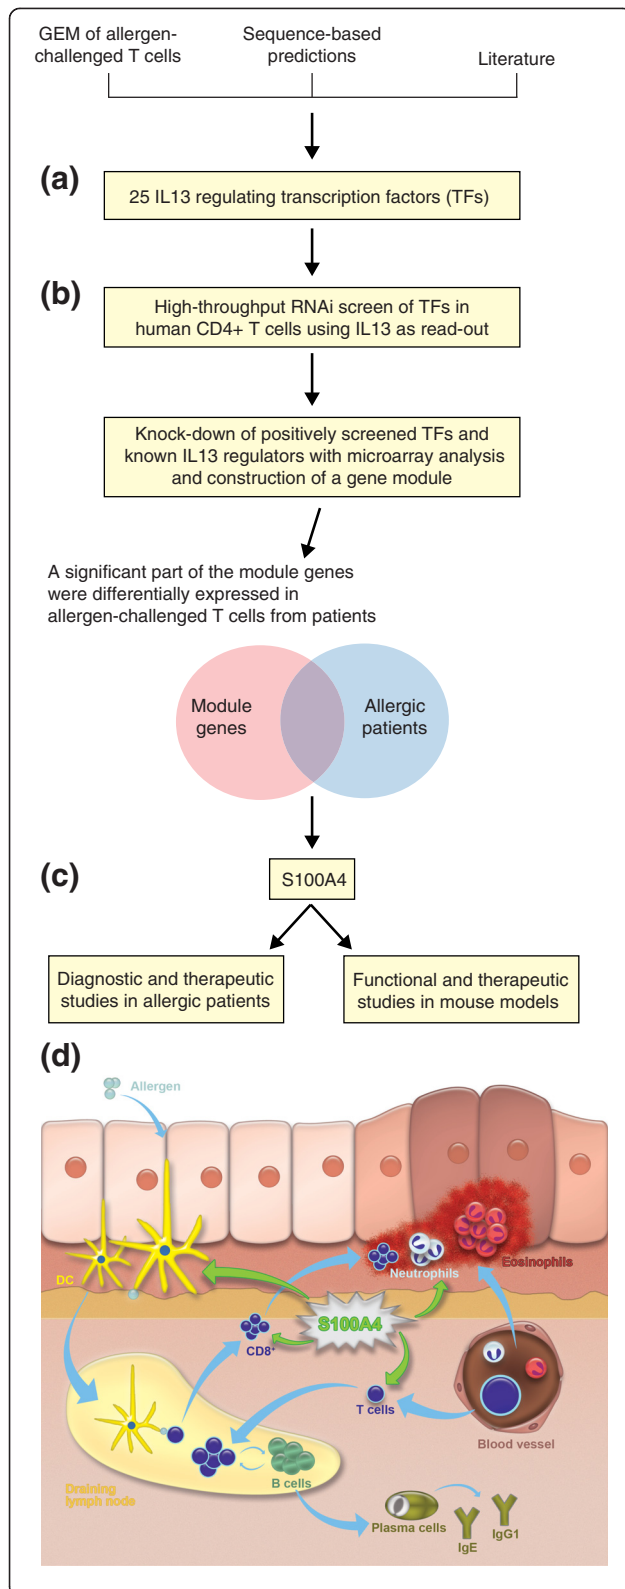 GEM of allergen-
challenged T cells
Sequence-based
predictions
Literature
(a)
25 IL13 regulating transcription factors (TFs)
(b)
High-throughput RNAi screen of TFs in
human CD4+ T cells using IL13 as read-out
Knock-down of positively screened TFs and
known IL13 regulators with microarray analysis
and construction of a gene module
A significant part of the module genes
were differentially expressed in
allergen-challenged T cells from patients
Module
genes
Allergic
patients
(c)
S100A4
Diagnostic and therapeutic
studies in allergic patients
Functional and therapeutic
studies in mouse models
(d)
Allergen
DC
Neutrophils
Eosinophils
S100A4
CD8+
T cells
Blood vessel
Draining
lymph node
B cells
Plasma cells
IgE
IgG1